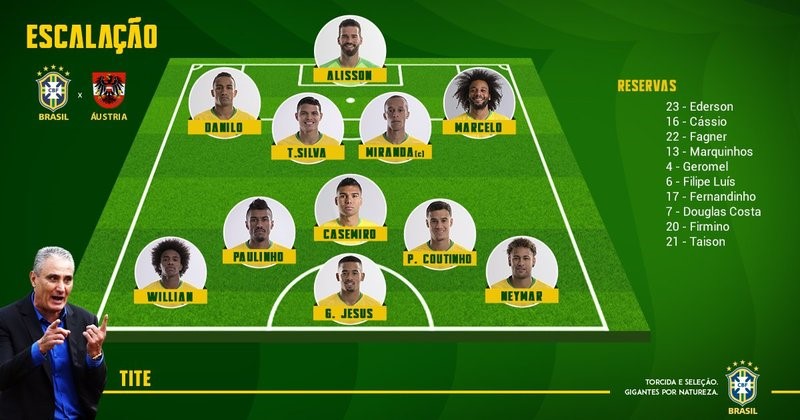 ESCALAÇÃO
BRASIL
x
ÁUSTRIA
ALISSON
DANILO
T.SILVA
MIRANDA(c)
MARCELO
CASEMIRO
PAULINHO
P. COUTINHO
WILLIAN
G. JESUS
NEYMAR
RESERVAS
23 - Ederson
16 - Cássio
22 - Fagner
13 - Marquinhos
4 - Geromel
6 - Filipe Luís
17 - Fernandinho
7 - Douglas Costa
20 - Firmino
21 - Taison
TITE
TORCIDA E SELEÇÃO.
GIGANTES POR NATUREZA.
CBF
BRASIL